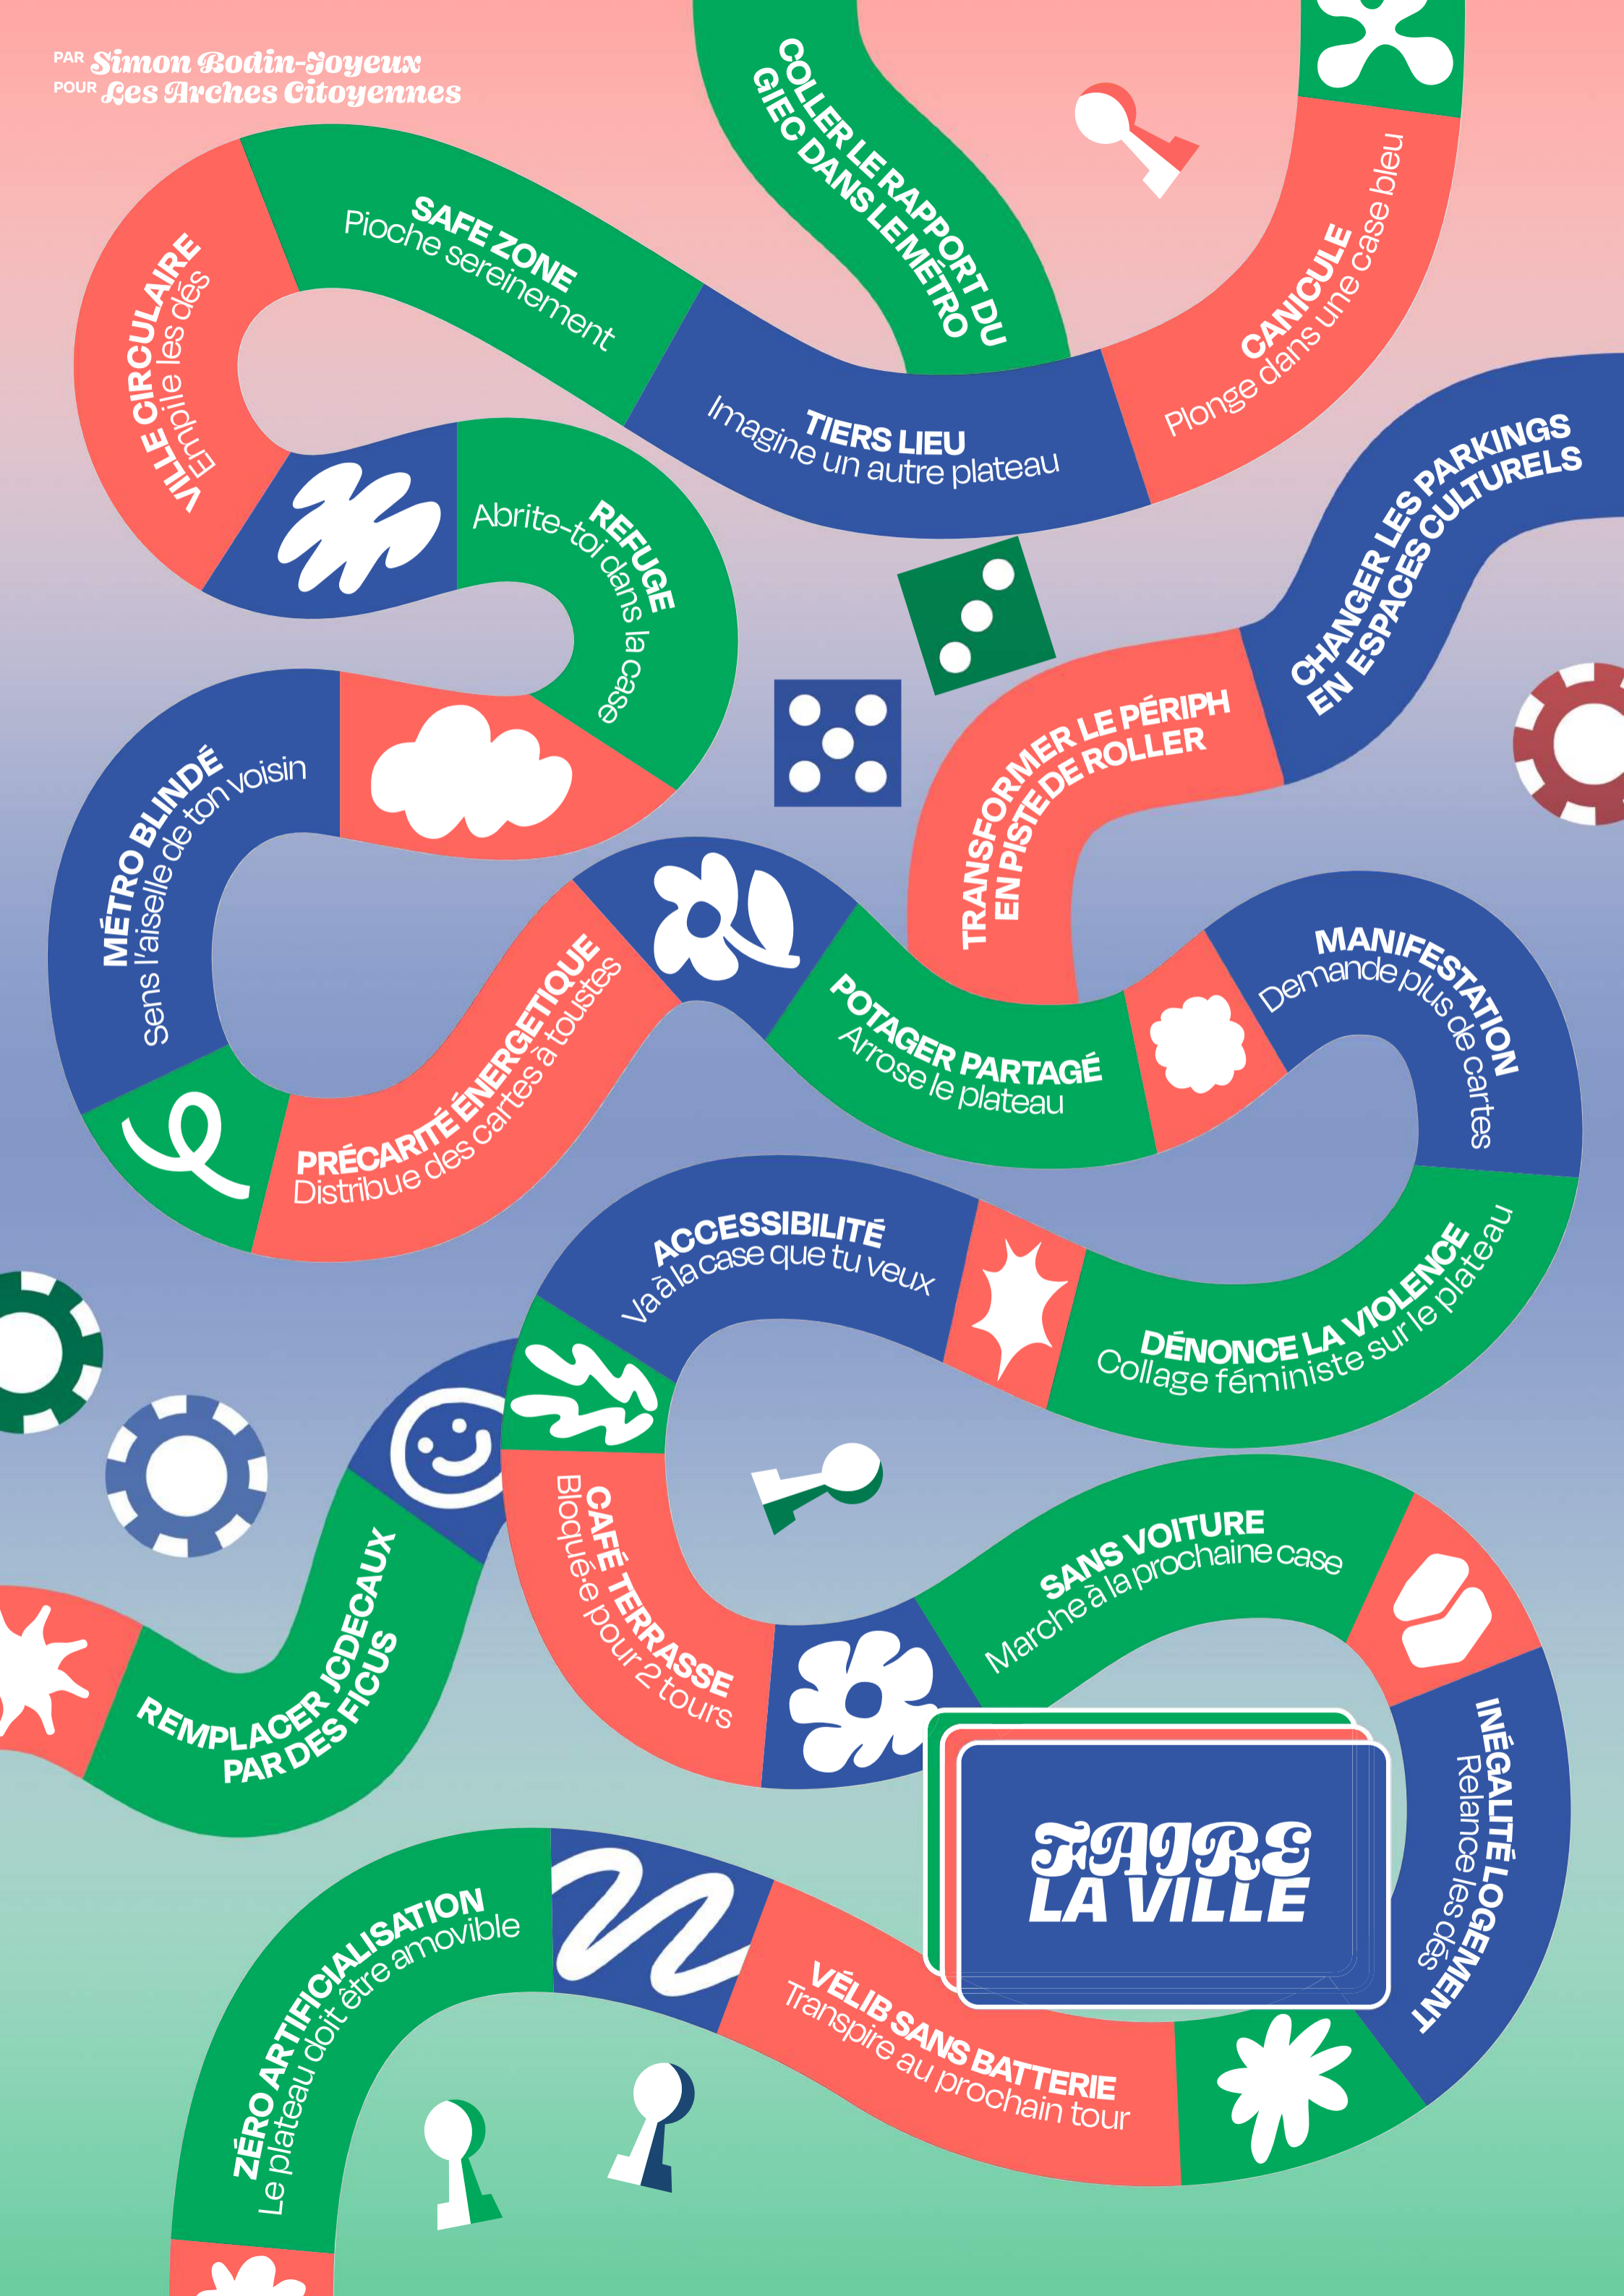 PAR Simon Bodin-Joyeux
POUR Les Arches Citoyennes
COLLER LE RAPPORT DU
GIEC DANS LE MÉTRO
CANICULE
Plonge dans une case bleu
SAFE ZONE
Pioche sereinement
VILLE CIRCULAIRE
Empile les dés
TIERS LIEU
Imagine un autre plateau
CHANGER LES PARKINGS
EN ESPACES CULTURELS
REFUGE
Abrite-toi dans la case
TRANSFORMER LE PÉRIPH
EN PISTE DE ROLLER
MÉTRO BLINDÉ
Sens l'aiselle de ton voisin
PRÉCARITÉ ÉNERGETIQUE
Distribue des cartes à toustes
POTAGER PARTAGÉ
Arrose le plateau
MANIFESTATION
Demande plus de cartes
ACCESSIBILITÉ
Va à la case que tu veux
DÉNONCE LA VIOLENCE
Collage féministe sur le plateau
CAFÉ TERRASSE
Bloqué·e pour 2 tours
SANS VOITURE
Marche à la prochaine case
REMPLACER JCDECAUX
PAR DES FICUS
INÉGALITÉ LOGEMENT
Relance les dés
FAIRE
LA VILLE
ZÉRO ARTIFICIALISATION
Le plateau doit être amovible
VÉLIB SANS BATTERIE
Transpire au prochain tour